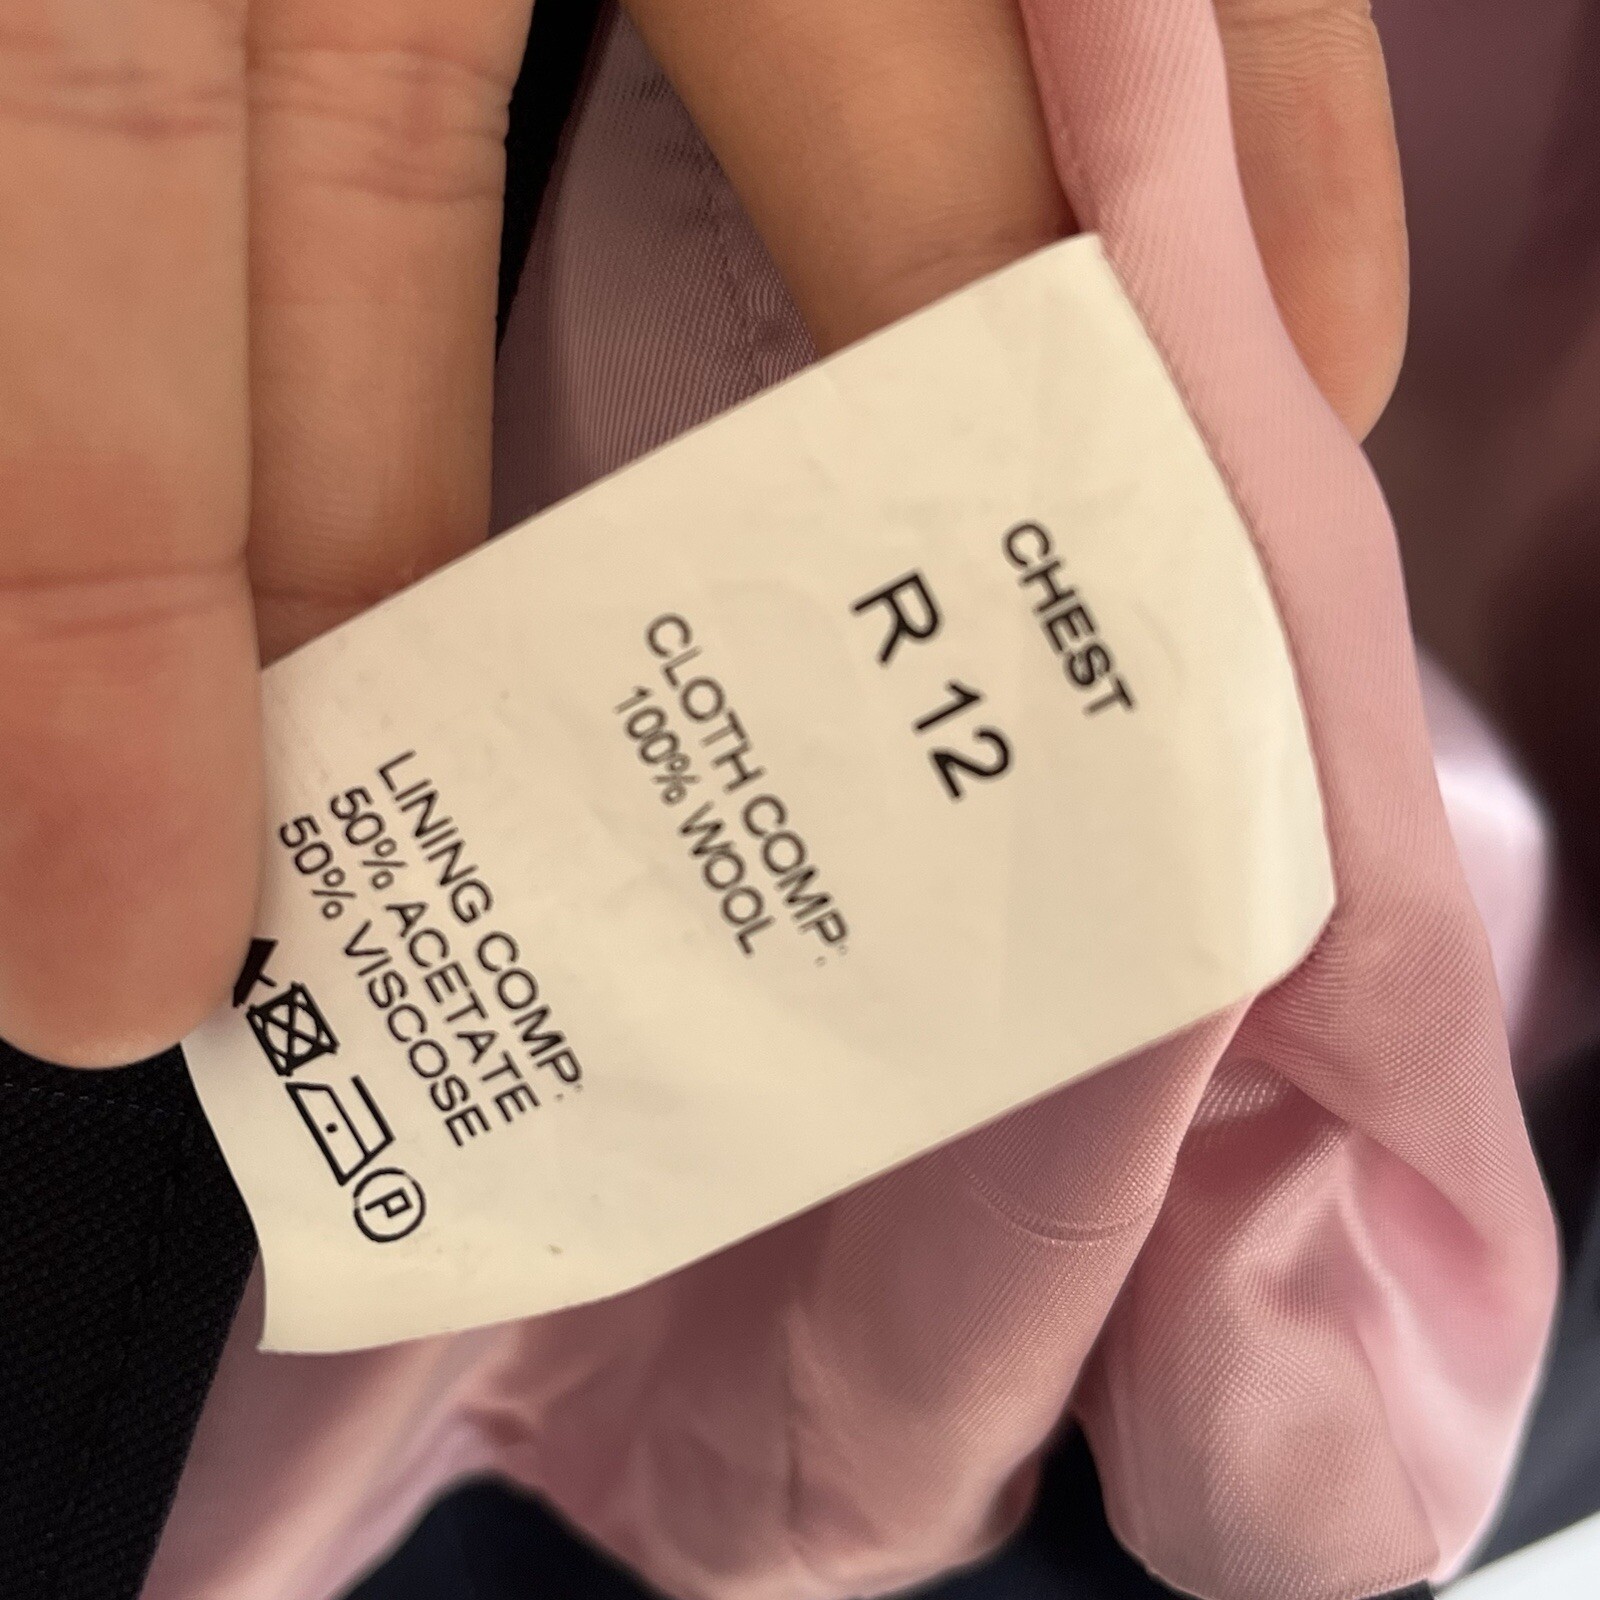 CHEST
R 12
CLOTH COMP:
100% WOOL
LINING COMP:
50% ACETATE
50% VISCOSE
P